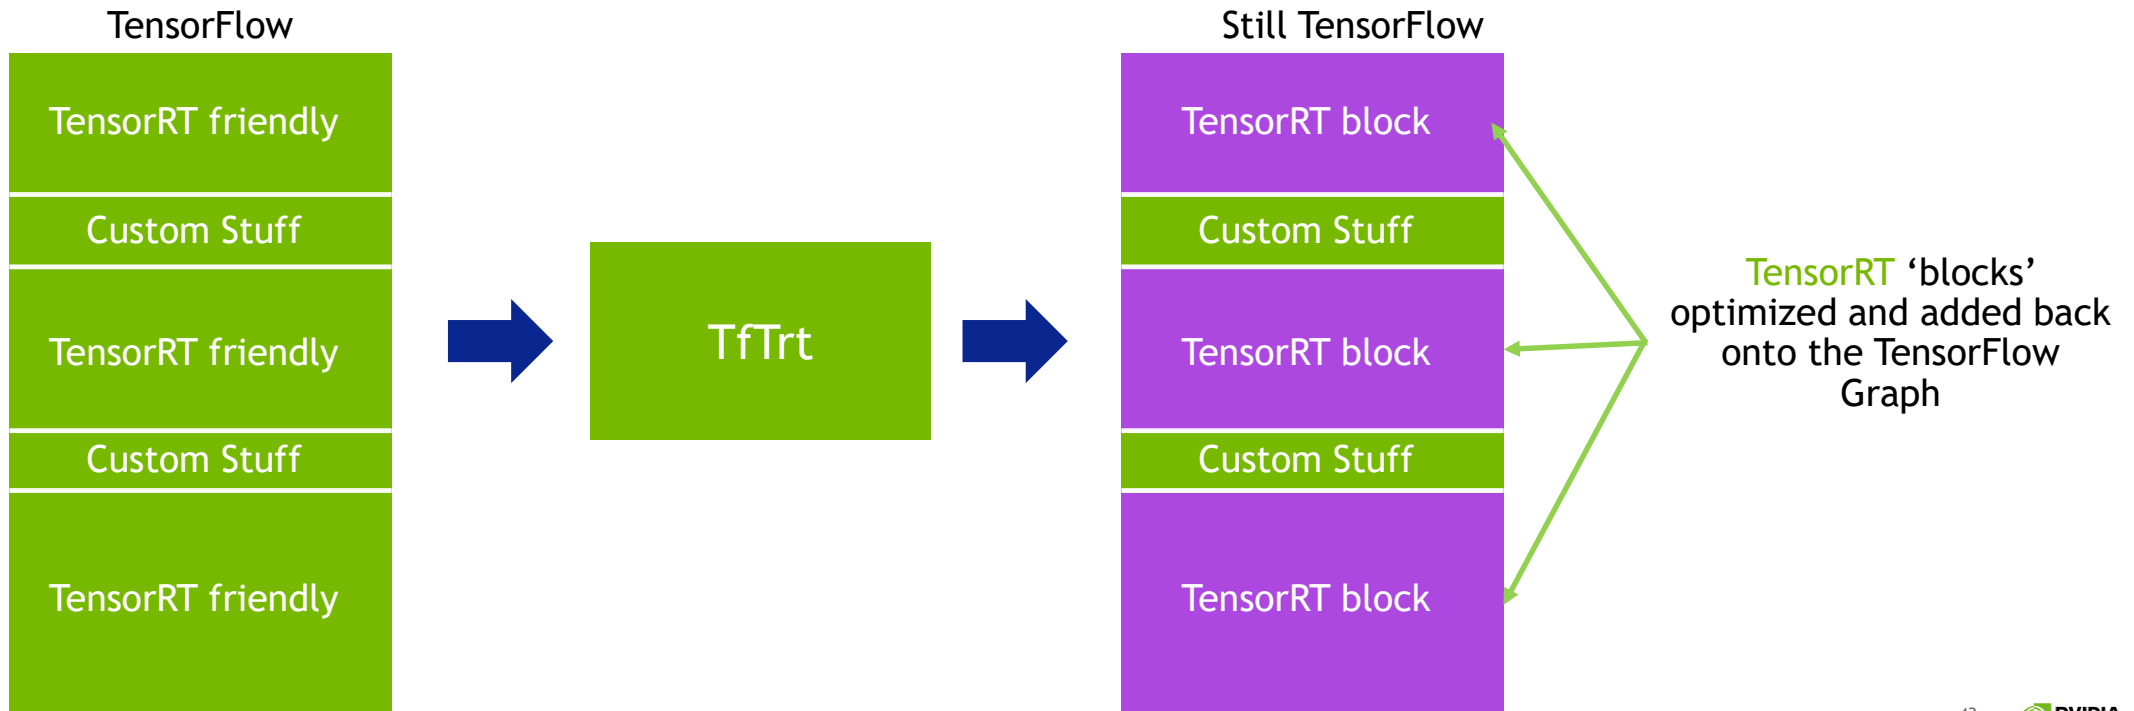 TensorFlow
TensorRT friendly
Custom Stuff
TensorRT friendly
Custom Stuff
TensorRT friendly
TfTrt
Still TensorFlow
TensorRT block
Custom Stuff
TensorRT block
Custom Stuff
TensorRT block
TensorRT ‘blocks’
optimized and added back
onto the TensorFlow
Graph